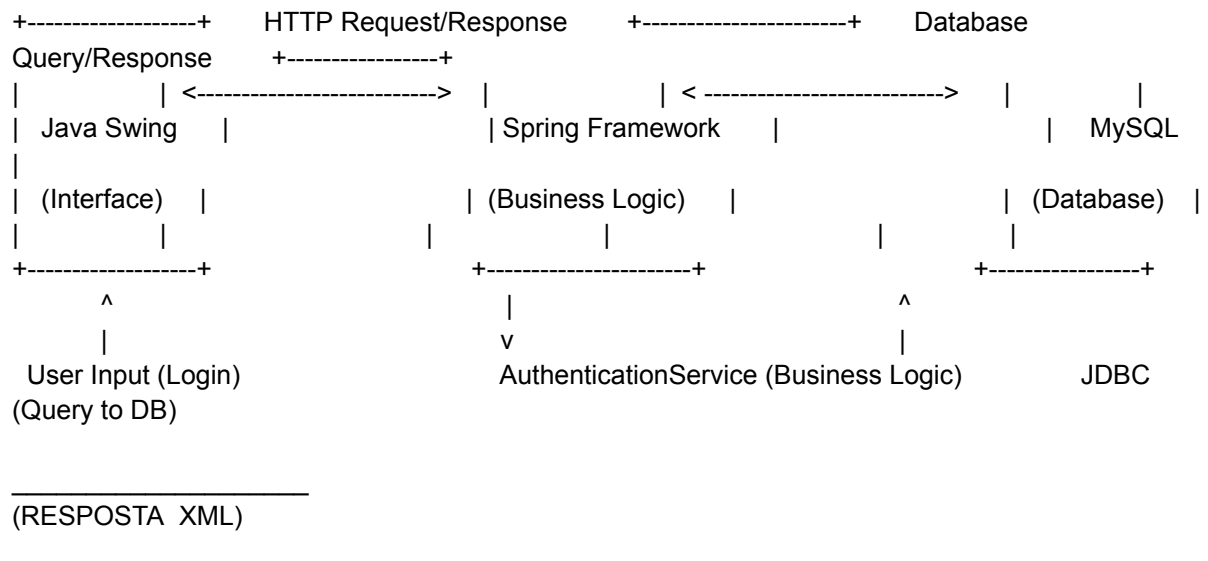 +-------------------+ HTTP Request/Response +-----------------------+ Database
Query/Response +-----------------+
| | <---------------------------> | | < ---------------------------> | |
| Java Swing | | Spring Framework | | MySQL
|
| (Interface) | | (Business Logic) | | (Database) |
| | | | | |
+-------------------+ +-----------------------+ +-----------------+
^ | ^
| v |
User Input (Login) AuthenticationService (Business Logic) JDBC
(Query to DB)
_____________________
(RESPOSTA XML)